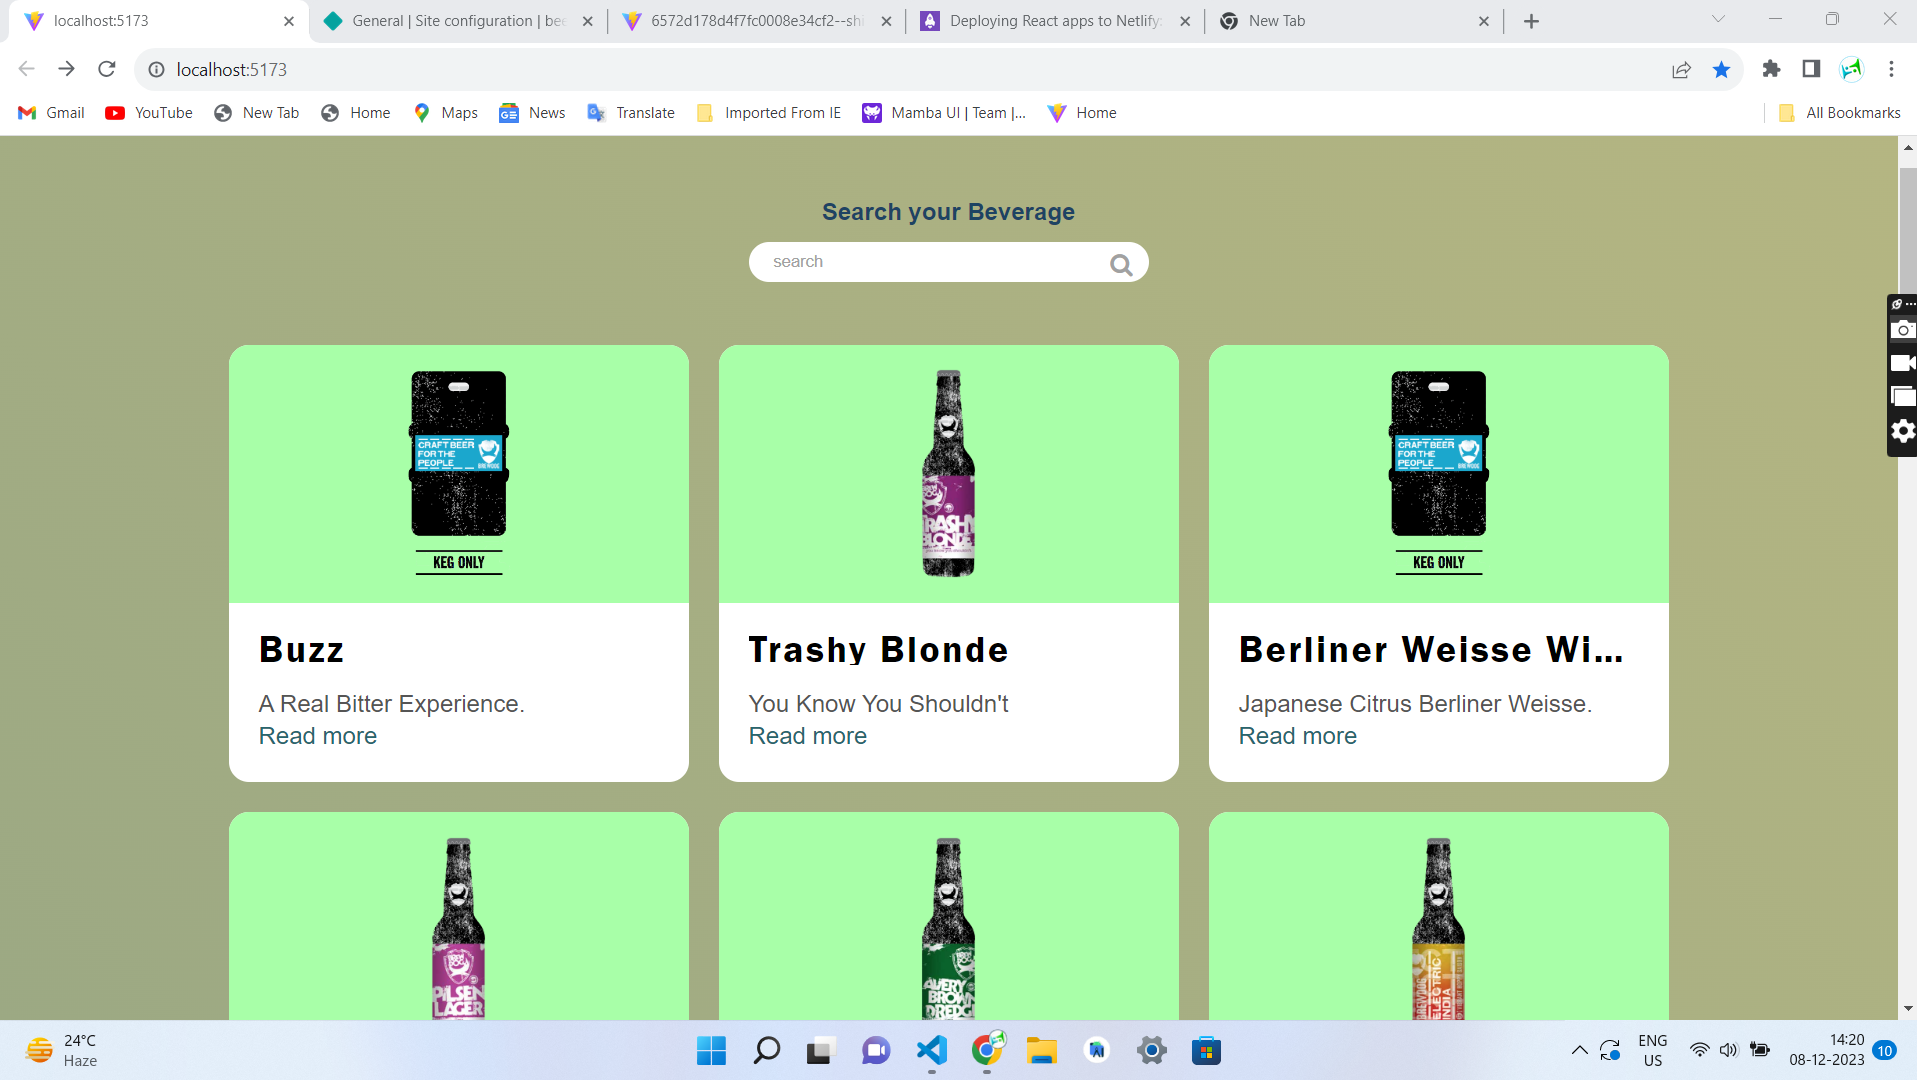 localhost:5173
General | Site configuration | bee
6572d178d4f7fc0008e34cf2--shi
Deploying React apps to Netlify:
New Tab
localhost:5173
Gmail
YouTube
New Tab
Home
Maps
News
Translate
Imported From IE
Mamba UI | Team |...
Home
All Bookmarks
Search your Beverage
search
CRAFT BEER
FOR THE
PEOPLE
BREWDOG
KEG ONLY
TRASHY
BLONDE
CRAFT BEER
FOR THE
PEOPLE
BREWDOG
KEG ONLY
Buzz
A Real Bitter Experience.
Read more
Trashy Blonde
You Know You Shouldn't
Read more
Berliner Weisse Wi...
Japanese Citrus Berliner Weisse.
Read more
PILSEN
LAGER
AVERY
BROWN
DREDGE
BREWDOG
ELECTRIC
INDIA
24°C
Haze
ENG
US
14:20
08-12-2023
10